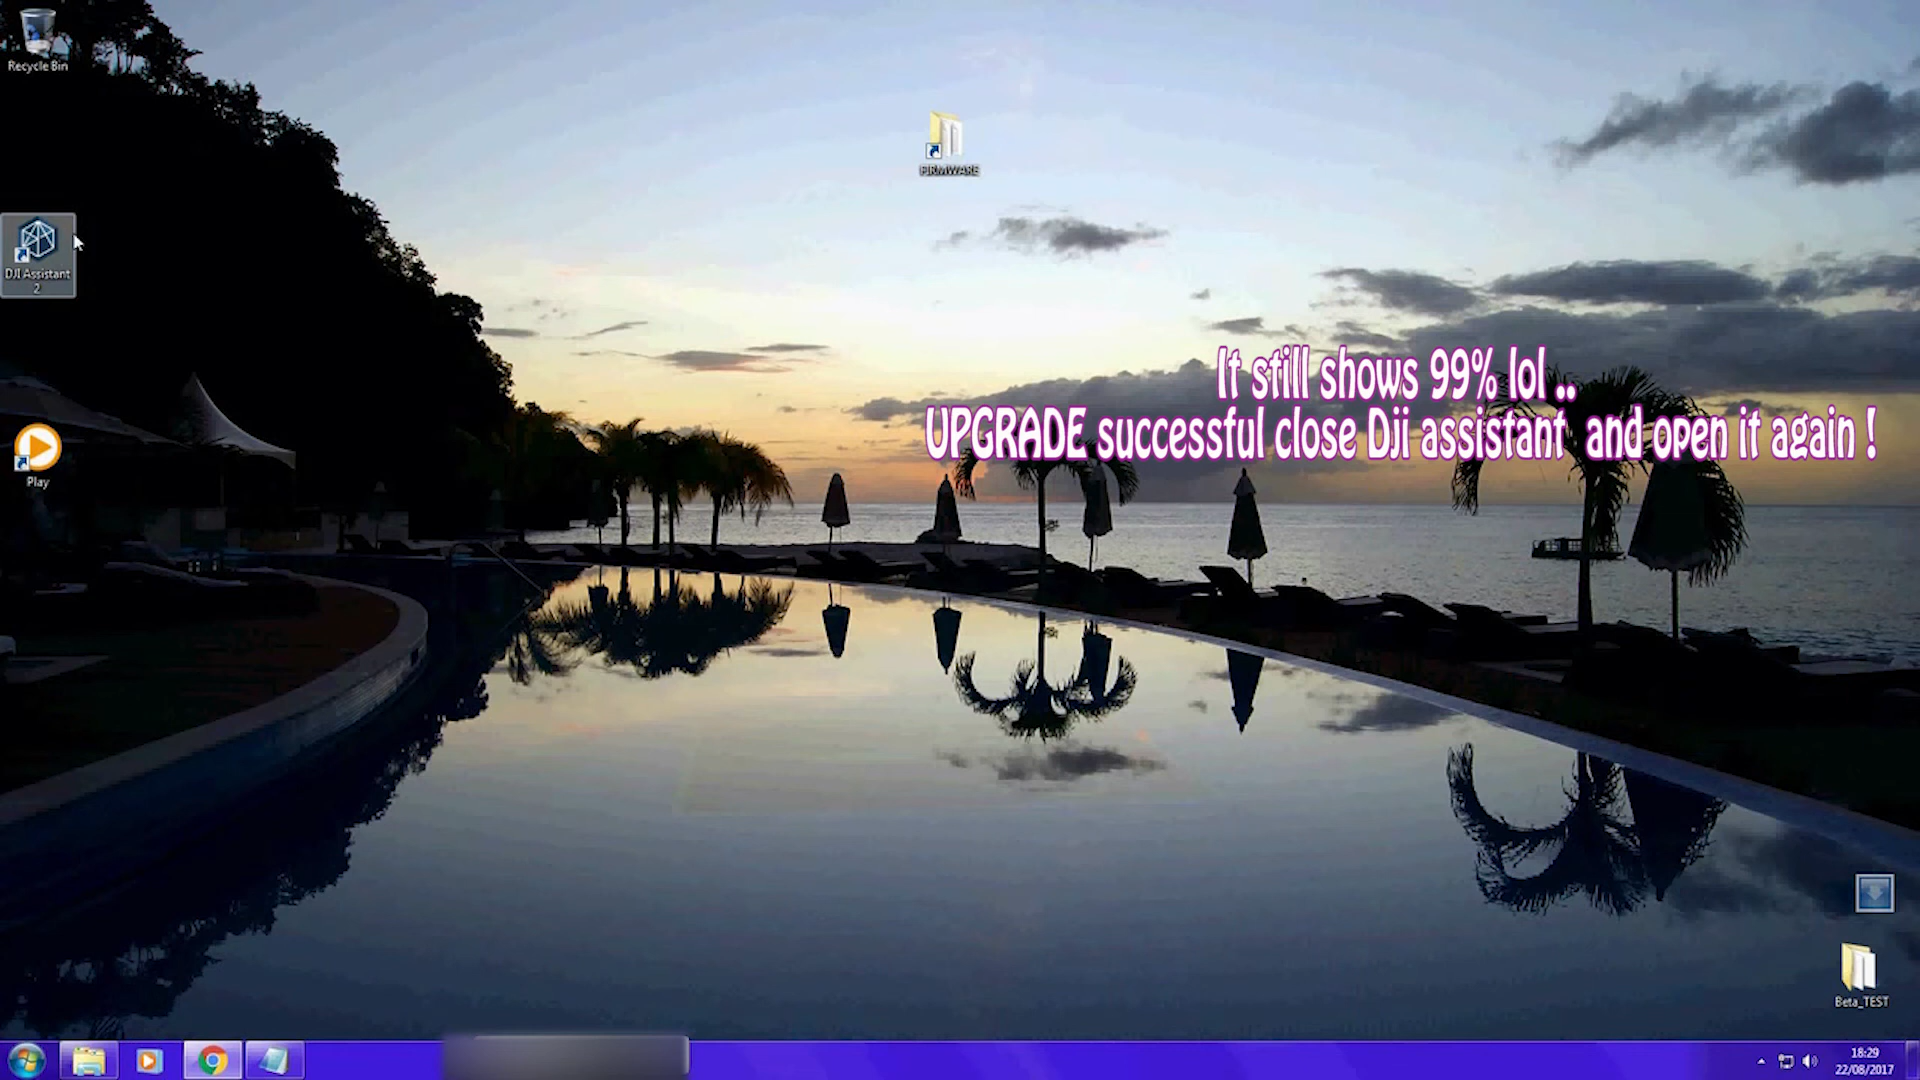 Recycle Bin
FIRMWARE
DJI Assistant
2
It still shows 99% lol ..
UPGRADE successful close Dji assistant and open it again !
Play
Beta_TEST
18:29
22/08/2017